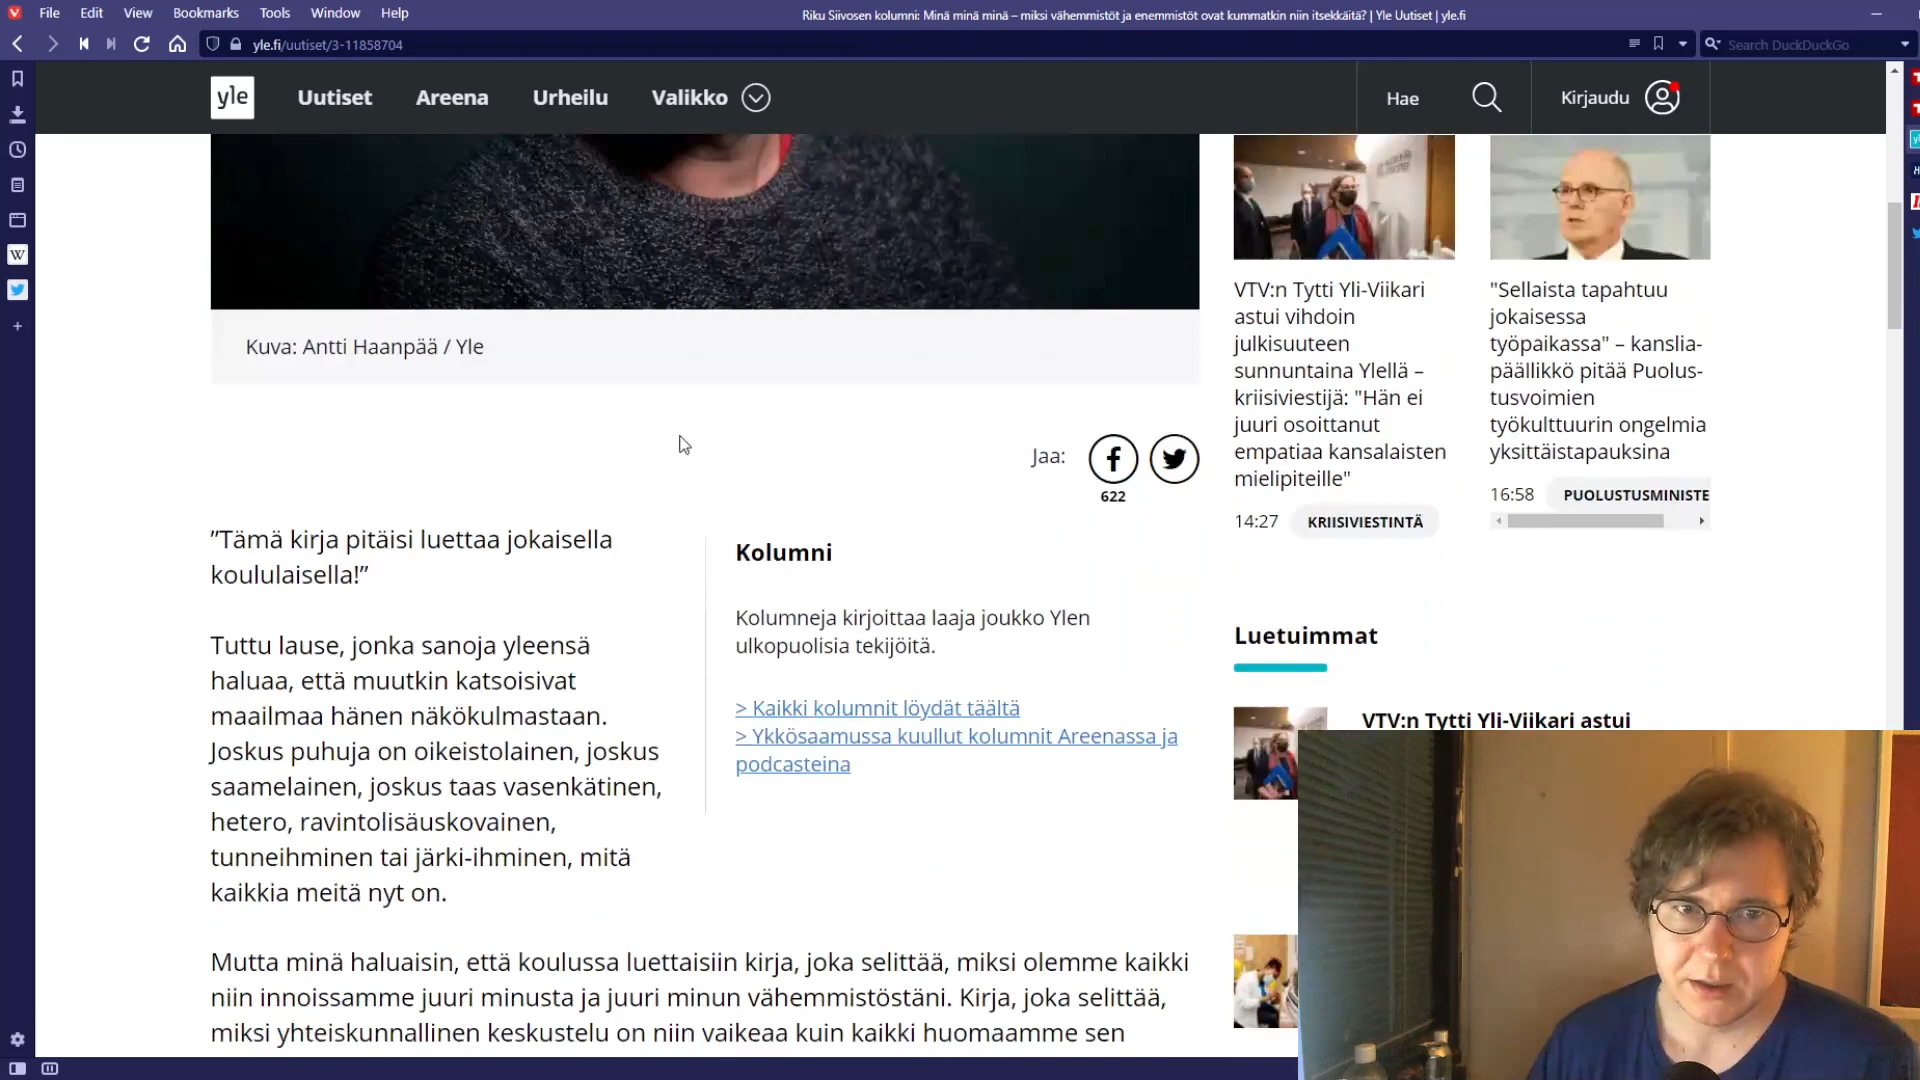 File Edit View Bookmarks Tools Window Help
Riku Siivosen kolumni: Minä minä minä – miksi vähemmistöt ja enemmistöt ovat kummatkin niin itsekkäitä? | Yle Uutiset | yle.fi
yle.fi/uutiset/3-11858704
Search DuckDuckGo
yle Uutiset Areena Urheilu Valikko
Hae
Kirjaudu
W
Kuva: Antti Haanpää / Yle
Jaa:
622
”Tämä kirja pitäisi luettaa jokaisella
koululaisella!”
Tuttu lause, jonka sanoja yleensä
haluaa, että muutkin katsoisivat
maailmaa hänen näkökulmastaan.
Joskus puhuja on oikeistolainen, joskus
saamelainen, joskus taas vasenkätinen,
hetero, ravintolisäuskovainen,
tunneihminen tai järki-ihminen, mitä
kaikkia meitä nyt on.
Kolumni
Kolumneja kirjoittaa laaja joukko Ylen
ulkopuolisia tekijöitä.
> Kaikki kolumnit löydät täältä
> Ykkösaamussa kuullut kolumnit Areenassa ja
podcasteina
Mutta minä haluaisin, että koulussa luettaisiin kirja, joka selittää, miksi olemme kaikki
niin innoissamme juuri minusta ja juuri minun vähemmistöstäni. Kirja, joka selittää,
miksi yhteiskunnallinen keskustelu on niin vaikeaa kuin kaikki huomaamme sen
VTV:n Tytti Yli-Viikari
astui vihdoin
julkisuuteen
sunnuntaina Ylellä –
kriisiviestijä: "Hän ei
juuri osoittanut
empatiaa kansalaisten
mielipiteille"
14:27 KRIISIVIESTINTÄ
"Sellaista tapahtuu
jokaisessa
työpaikassa" – kanslia-
päällikkö pitää Puolus-
tusvoimien
työkulttuurin ongelmia
yksittäistapauksina
16:58 PUOLUSTUSMINISTE
Luetuimmat
VTV:n Tytti Yli-Viikari astui